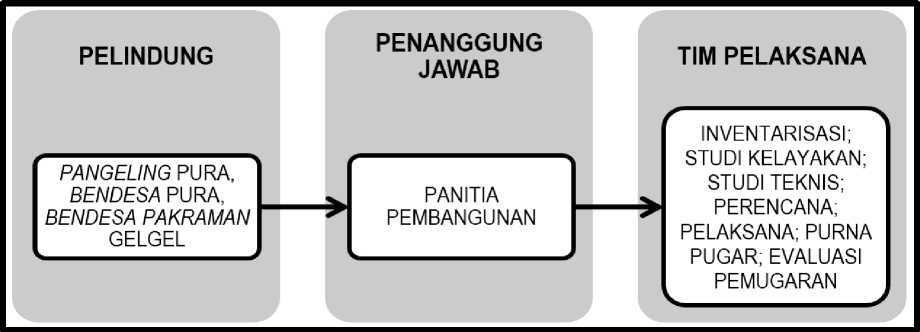 PELINDUNG
PANGELING PURA,
BENDESA PURA,
BENDESA PAKRAMAN
GELGEL
PENANGGUNG
JAWAB
PANITIA
PEMBANGUNAN
TIM PELAKSANA
INVENTARISASI;
STUDI KELAYAKAN;
STUDI TEKNIS;
PERENCANA;
PELAKSANA; PURNA
PUGAR; EVALUASI
PEMUGARAN